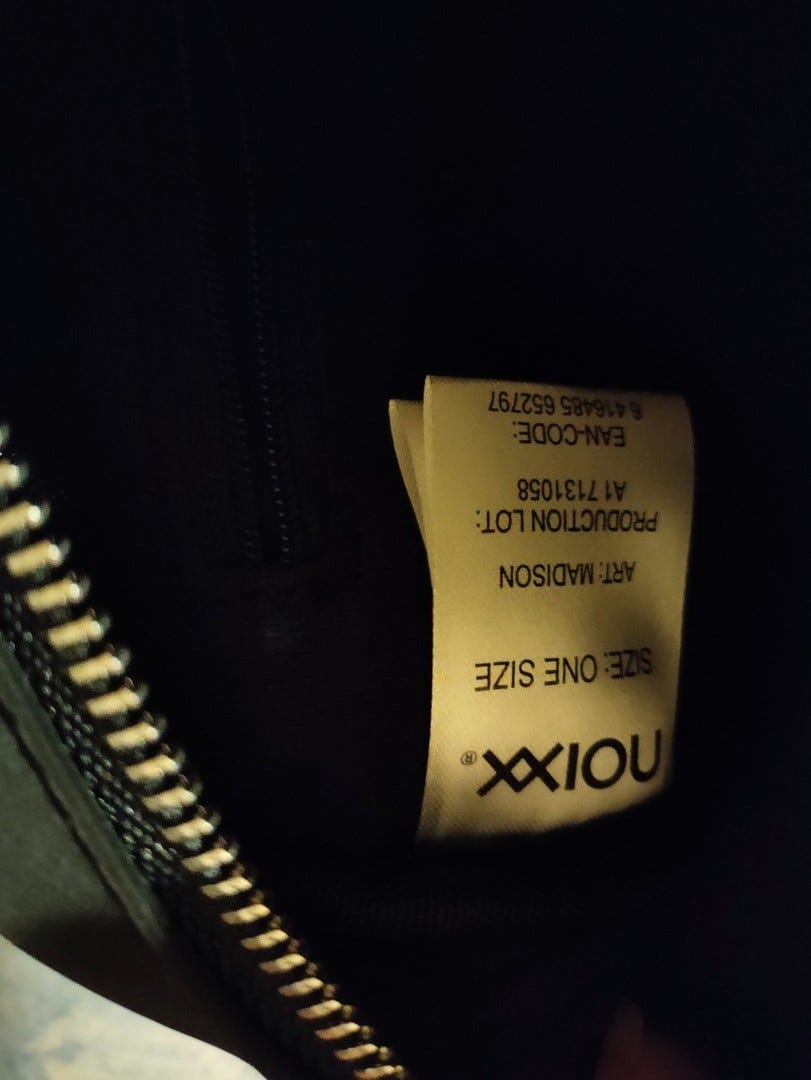 noixx®
SIZE: ONE SIZE
ART: MADISON
PRODUCTION LOT:
A1 7131058
EAN-CODE:
6 416485 652797